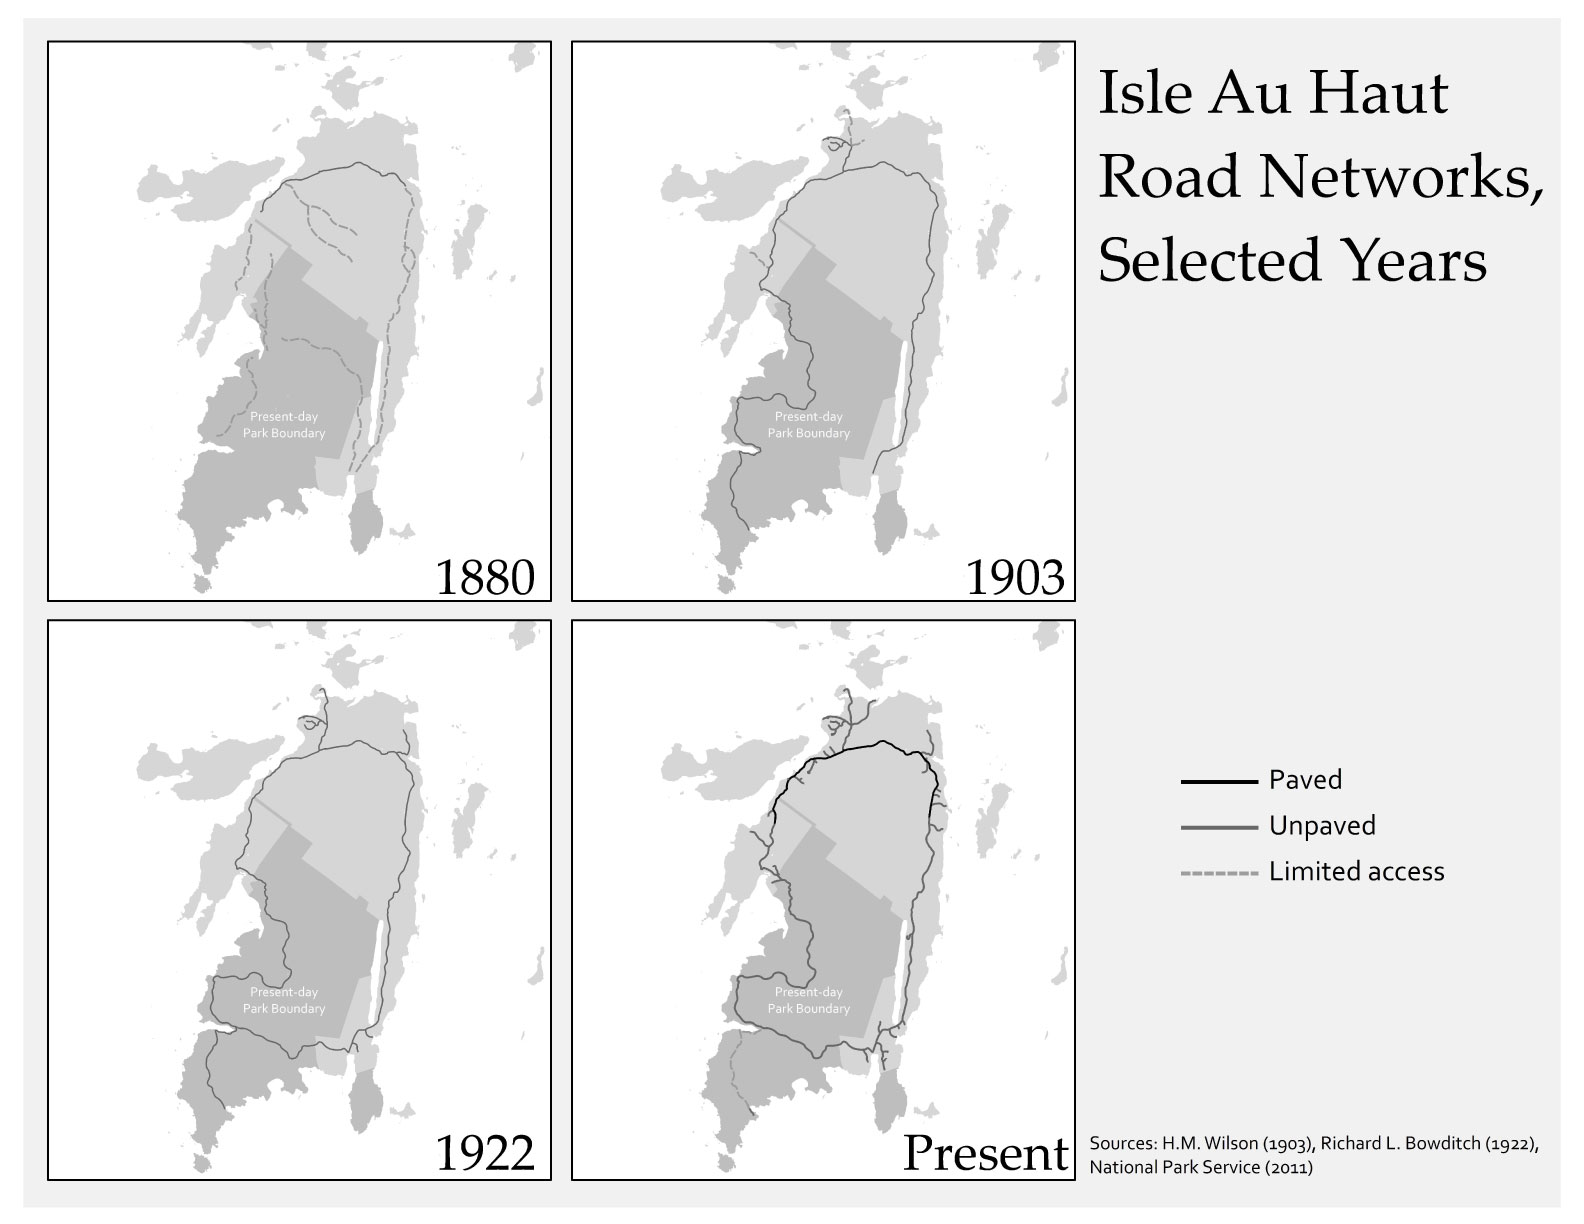 Isle Au Haut
Road Networks,
Selected Years
Present-day
Park Boundary
1880
Present-day
Park Boundary
1903
Present-day
Park Boundary
1922
Present-day
Park Boundary
Present
Paved
Unpaved
Limited access
Sources: H.M. Wilson (1903), Richard L. Bowditch (1922),
National Park Service (2011)